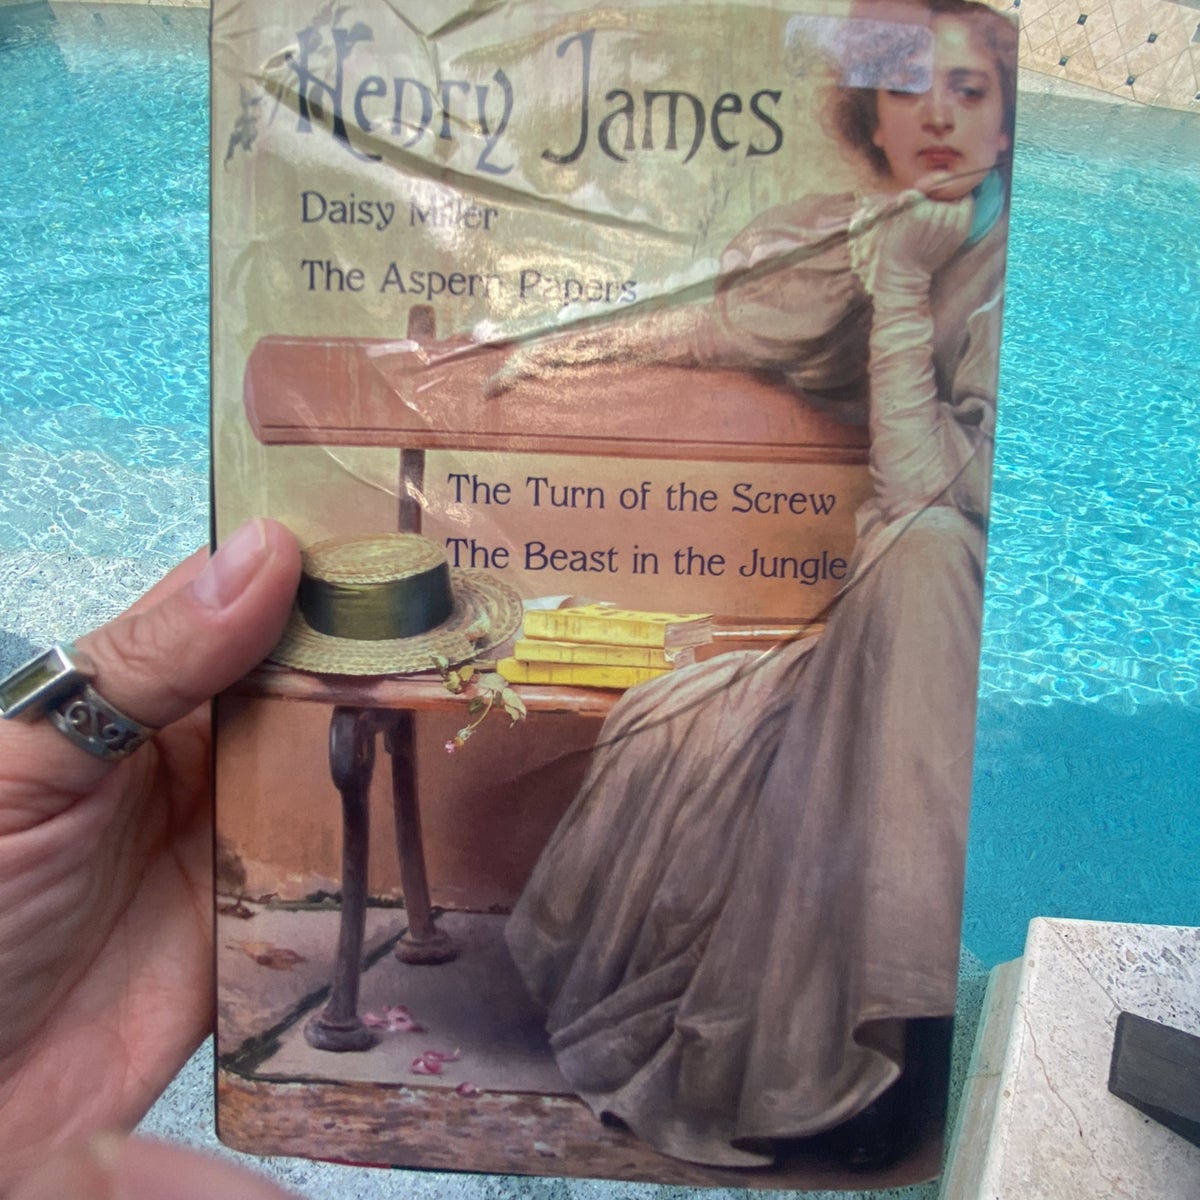 Henry James
Daisy Miller
The Aspern Papers
The Turn of the Screw
The Beast in the Jungle